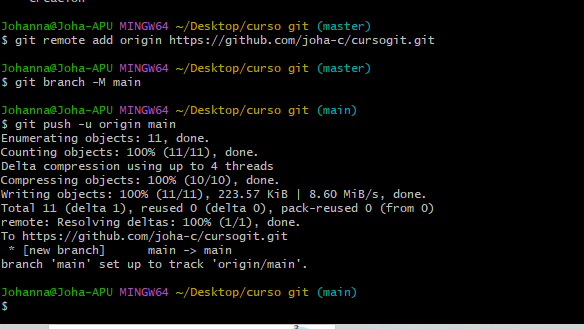 creacion
Johanna@Joha-APU MINGW64 ~/Desktop/curso git (master)
$ git remote add origin https://github.com/joha-c/cursogit.git
Johanna@Joha-APU MINGW64 ~/Desktop/curso git (master)
$ git branch -M main
Johanna@Joha-APU MINGW64 ~/Desktop/curso git (main)
$ git push -u origin main
Enumerating objects: 11, done.
Counting objects: 100% (11/11), done.
Delta compression using up to 4 threads
Compressing objects: 100% (10/10), done.
Writing objects: 100% (11/11), 223.57 KiB | 8.60 MiB/s, done.
Total 11 (delta 1), reused 0 (delta 0), pack-reused 0 (from 0)
remote: Resolving deltas: 100% (1/1), done.
To https://github.com/joha-c/cursogit.git
 * [new branch]      main -> main
branch 'main' set up to track 'origin/main'.
Johanna@Joha-APU MINGW64 ~/Desktop/curso git (main)
$